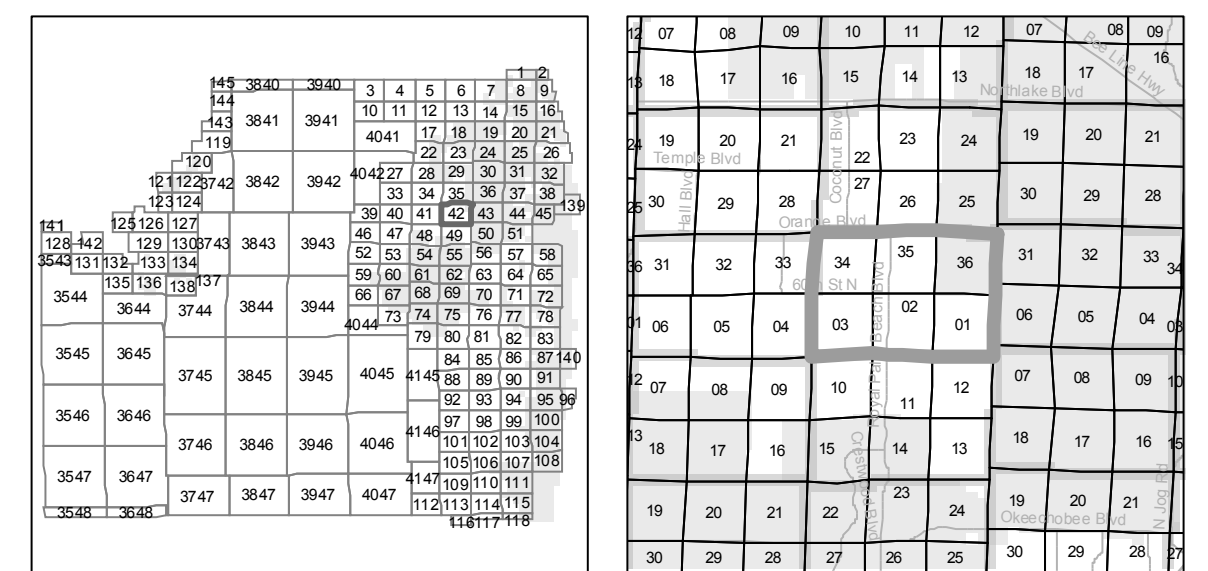 1 2
145 3840 3940 3 4 5 6 7 8 9
144 3841 3941 10 11 12 13 14 15 16
143 4041 17 18 19 20 21
119 22 23 24 25 26
120
121 122 3742 3842 3942 4042 27 28 29 30 31 32
123 124 33 34 35 36 37 38
139
141 125 126 127 39 40 41 42 43 44 45
128 142 129 130 3743 3843 3943 46 47 48 49 50 51
3543 131 132 133 134 52 53 54 55 56 57 58
135 136 138 137 59 60 61 62 63 64 65
3544 3644 3744 3844 3944 66 67 68 69 70 71 72
4044 73 74 75 76 77 78
79 80 81 82 83
3545 3645 3745 3845 3945 4045 4145 84 85 86 87 140
88 89 90 91
3546 3646 92 93 94 95 96
3746 3846 3946 4046 4146 97 98 99 100
101 102 103 104
105 106 107 108
3547 3647 3747 3847 3947 4047 4147 109 110 111
3548 3648 112 113 114 115
116 117 118
12 07 08 09 10 11 12 07 08 09
Bee Line Hwy
16
13 18 17 16 15 14 13 18 17
Northlake Blvd
24 19 20 21 22 23 24 19 20 21
Temple Blvd
Coconut Blvd
Hall Blvd
25 30 29 28 27 26 25 30 29 28
Orange Blvd
36 31 32 33 34 35 36 31 32 33 34
60th St N
01 06 05 04 03 02 01 06 05 04 03
Royal Palm Beach Blvd
12 07 08 09 10 11 12 07 08 09 10
13 18 17 16 15 14 13 18 17 16 15
Crestwood Blvd
N Jog Rd
19 20 21 22 23 24 19 20 21
Okeechobee Blvd
30 29 28 27 26 25 30 29 28 27